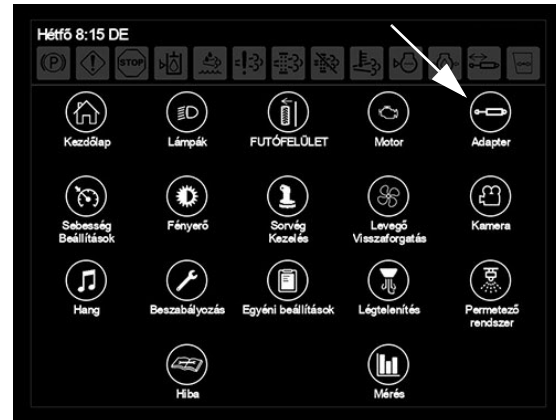 Hétfő 8:15 DE
STOP
Kezdőlap
Lámpák
FUTÓFELÜLET
Motor
Adapter
Sebesség
Beállítások
Fényerő
Sorvég
Kezelés
Levegő
Visszaforgatás
Kamera
Hang
Beszabályozás
Egyéni beállítások
Légtelenítés
Permetező
rendszer
Hiba
Mérés